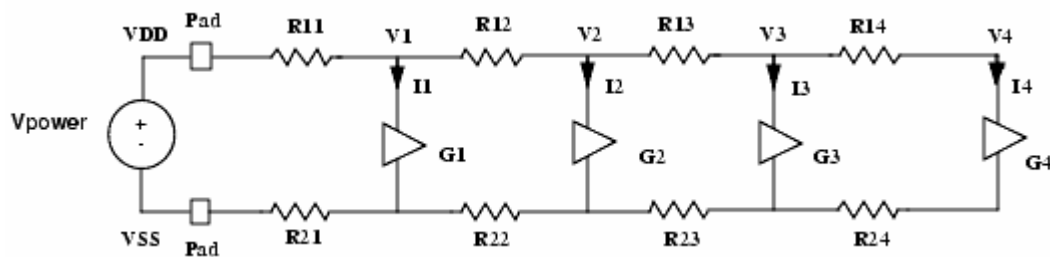 VDD Pad R11 V1 R12 V2 R13 V3 R14 V4
I1 I2 I3 I4
Vpower + -
G1 G2 G3 G4
VSS Pad R21 R22 R23 R24